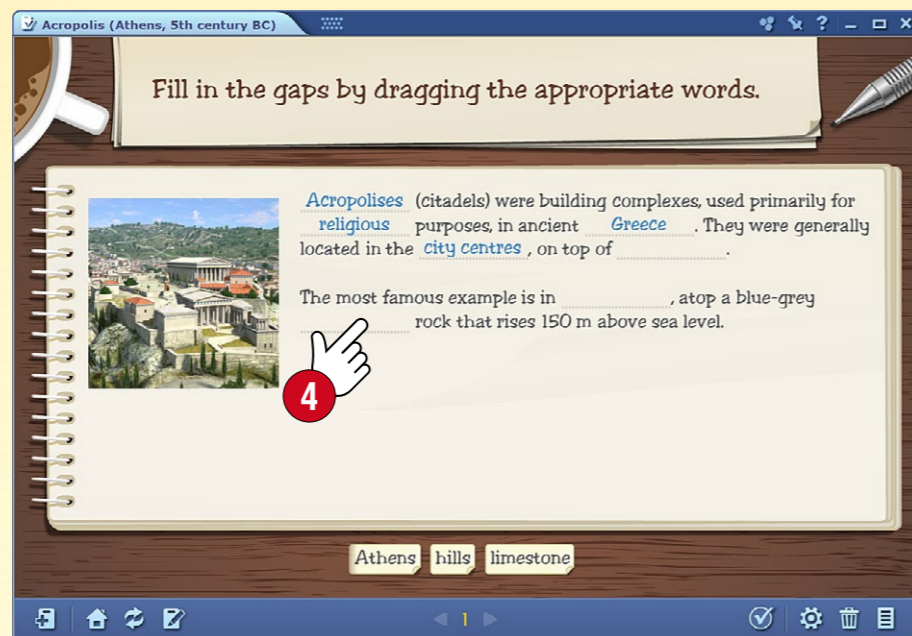 Acropolis (Athens, 5th century BC)
Fill in the gaps by dragging the appropriate words.
Acropolises (citadels) were building complexes, used primarily for
religious purposes, in ancient Greece . They were generally
located in the city centres , on top of .
The most famous example is in , atop a blue-grey
rock that rises 150 m above sea level.
4
Athens hills limestone
1